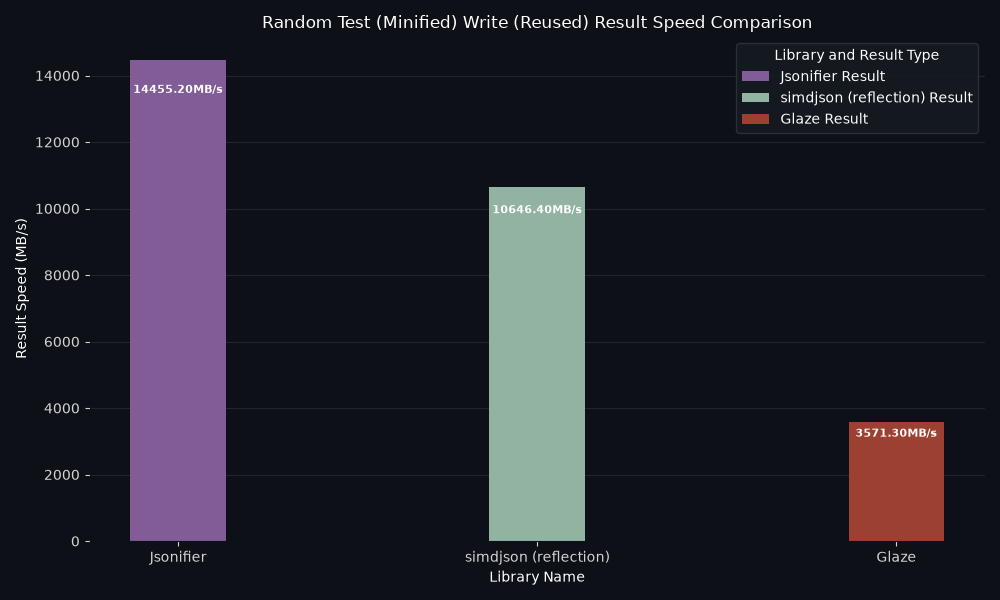 Random Test (Minified) Write (Reused) Result Speed Comparison
Library and Result Type
Jsonifier Result
simdjson (reflection) Result
Glaze Result
Result Speed (MB/s)
14000
12000
10000
8000
6000
4000
2000
0
14455.20MB/s
10646.40MB/s
3571.30MB/s
Jsonifier
simdjson (reflection)
Glaze
Library Name